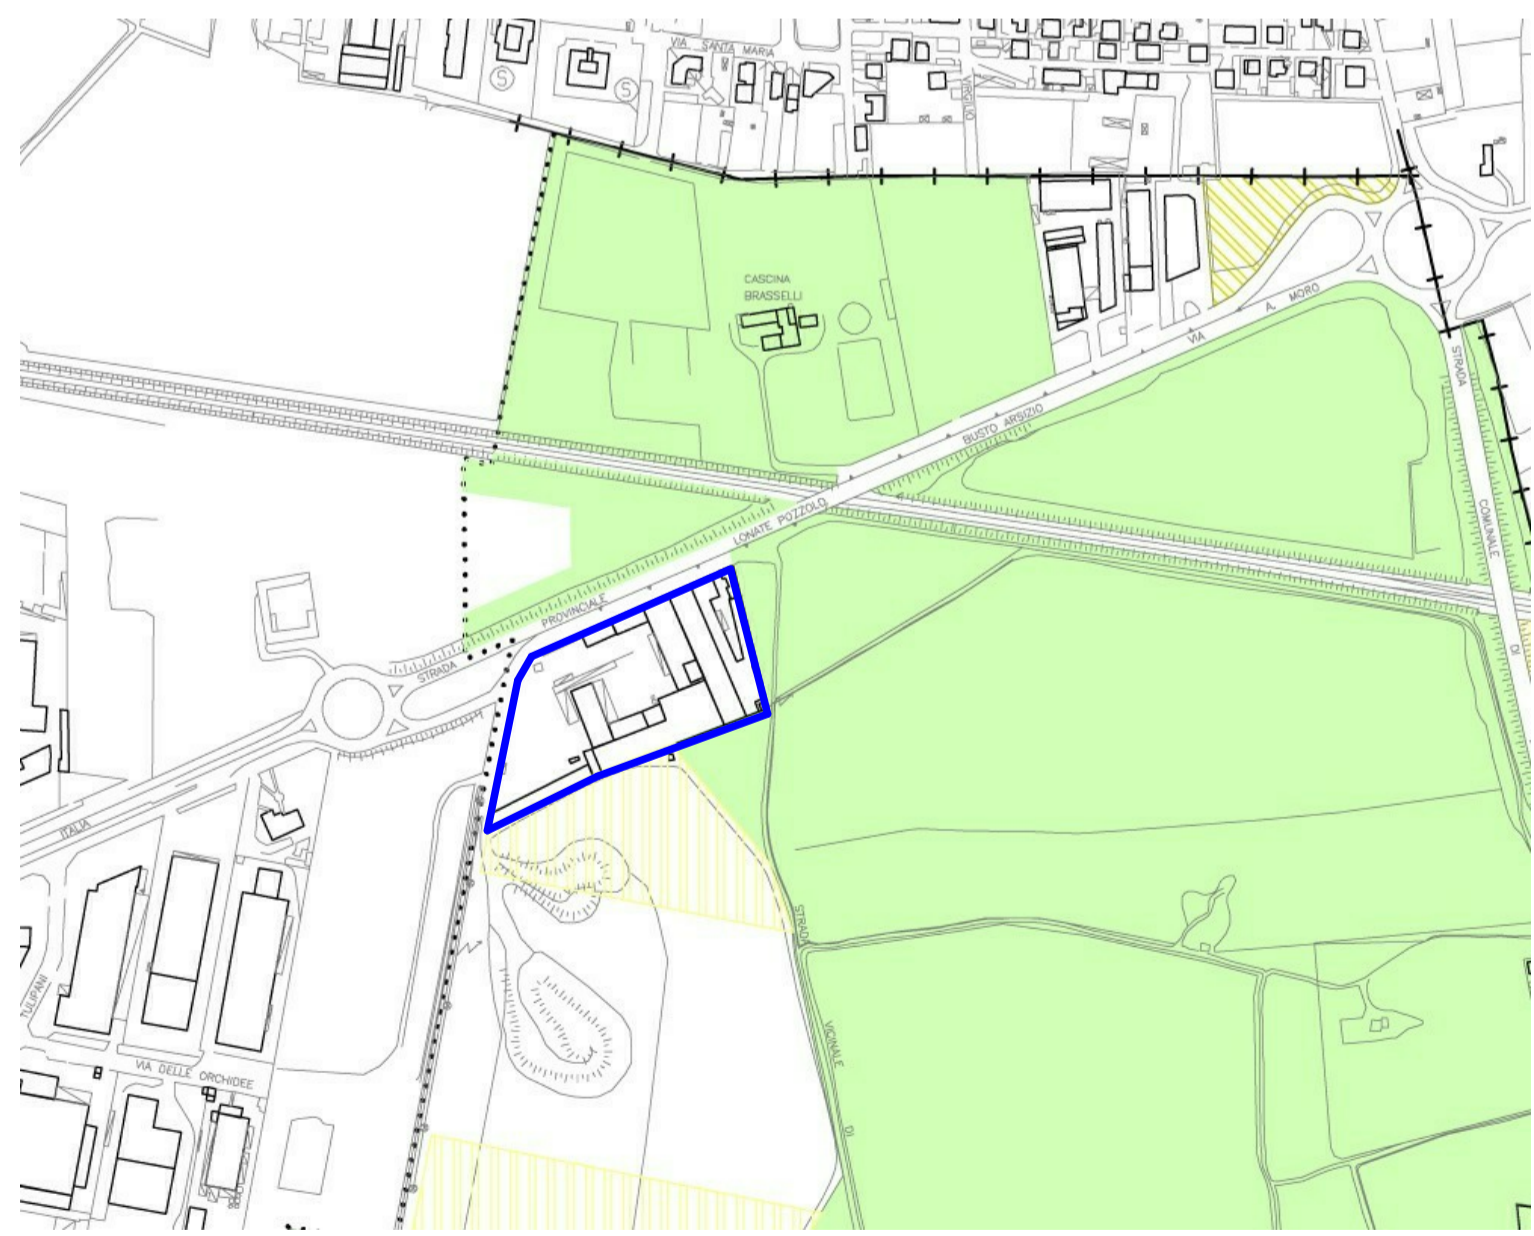 VIA SANTA MARIA
VIRGILIO
S
S
CASCINA
BRASSELLI
VIA A. MORO
STRADA
BUSTO ARSIZIO
LONATE POZZOLO
COMUNALE
PROVINCIALE
STRADA
DI
ITALIA
STRADA
TULIPANI
VICINALE
VIA DELLE ORCHIDEE
DI